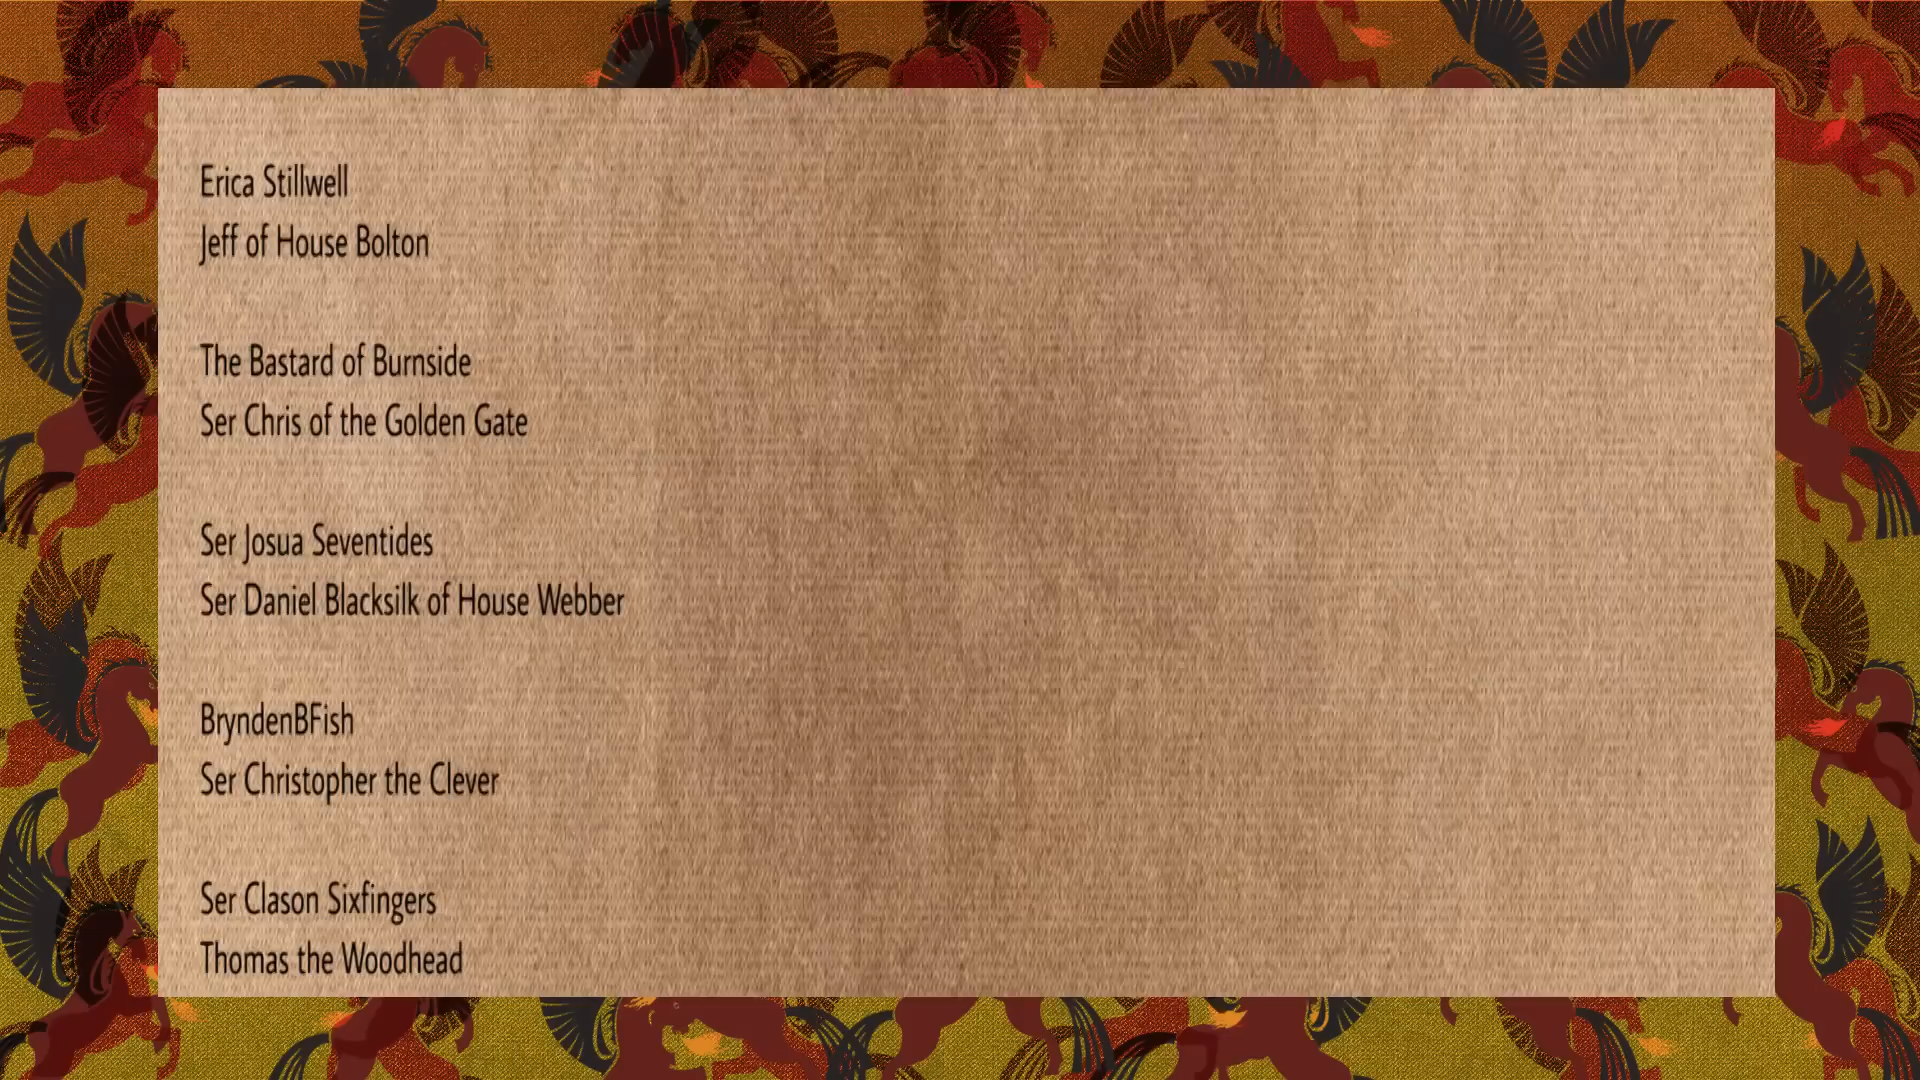 Erica Stillwell
Jeff of House Bolton
The Bastard of Burnside
Ser Chris of the Golden Gate
Ser Josua Seventides
Ser Daniel Blacksilk of House Webber
BryndenBFish
Ser Christopher the Clever
Ser Clason Sixfingers
Thomas the Woodhead